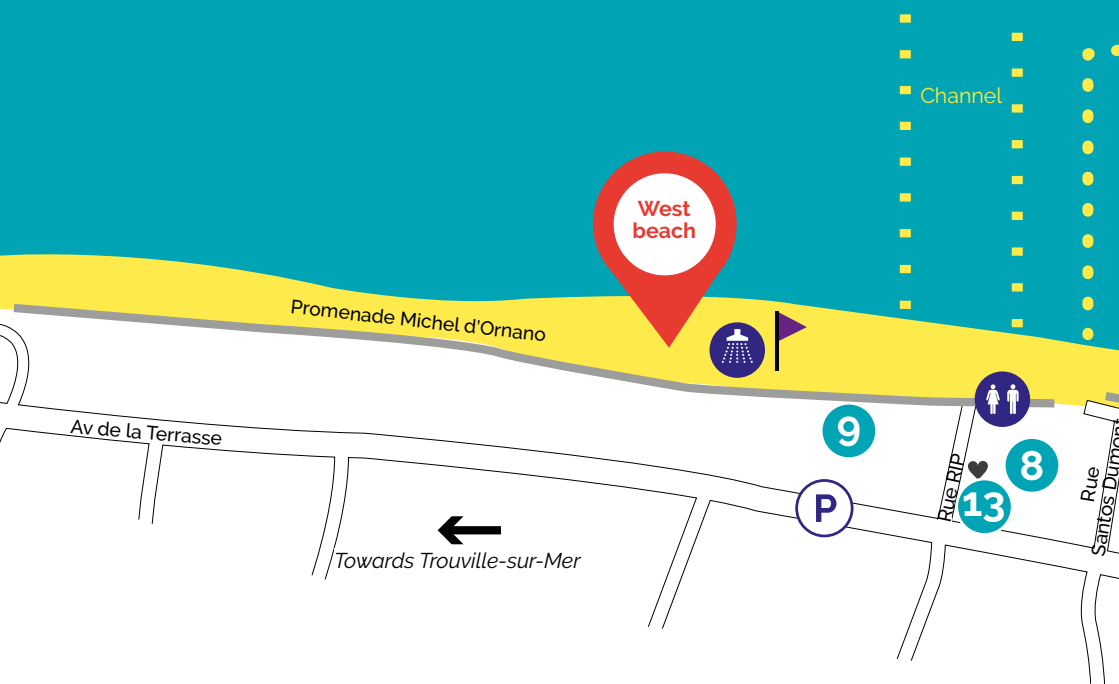 Channel
West
beach
Promenade Michel d'Ornano
9
Av de la Terrasse
8
P
Rue RIP
13
Rue
Santos Dumont
Towards Trouville-sur-Mer